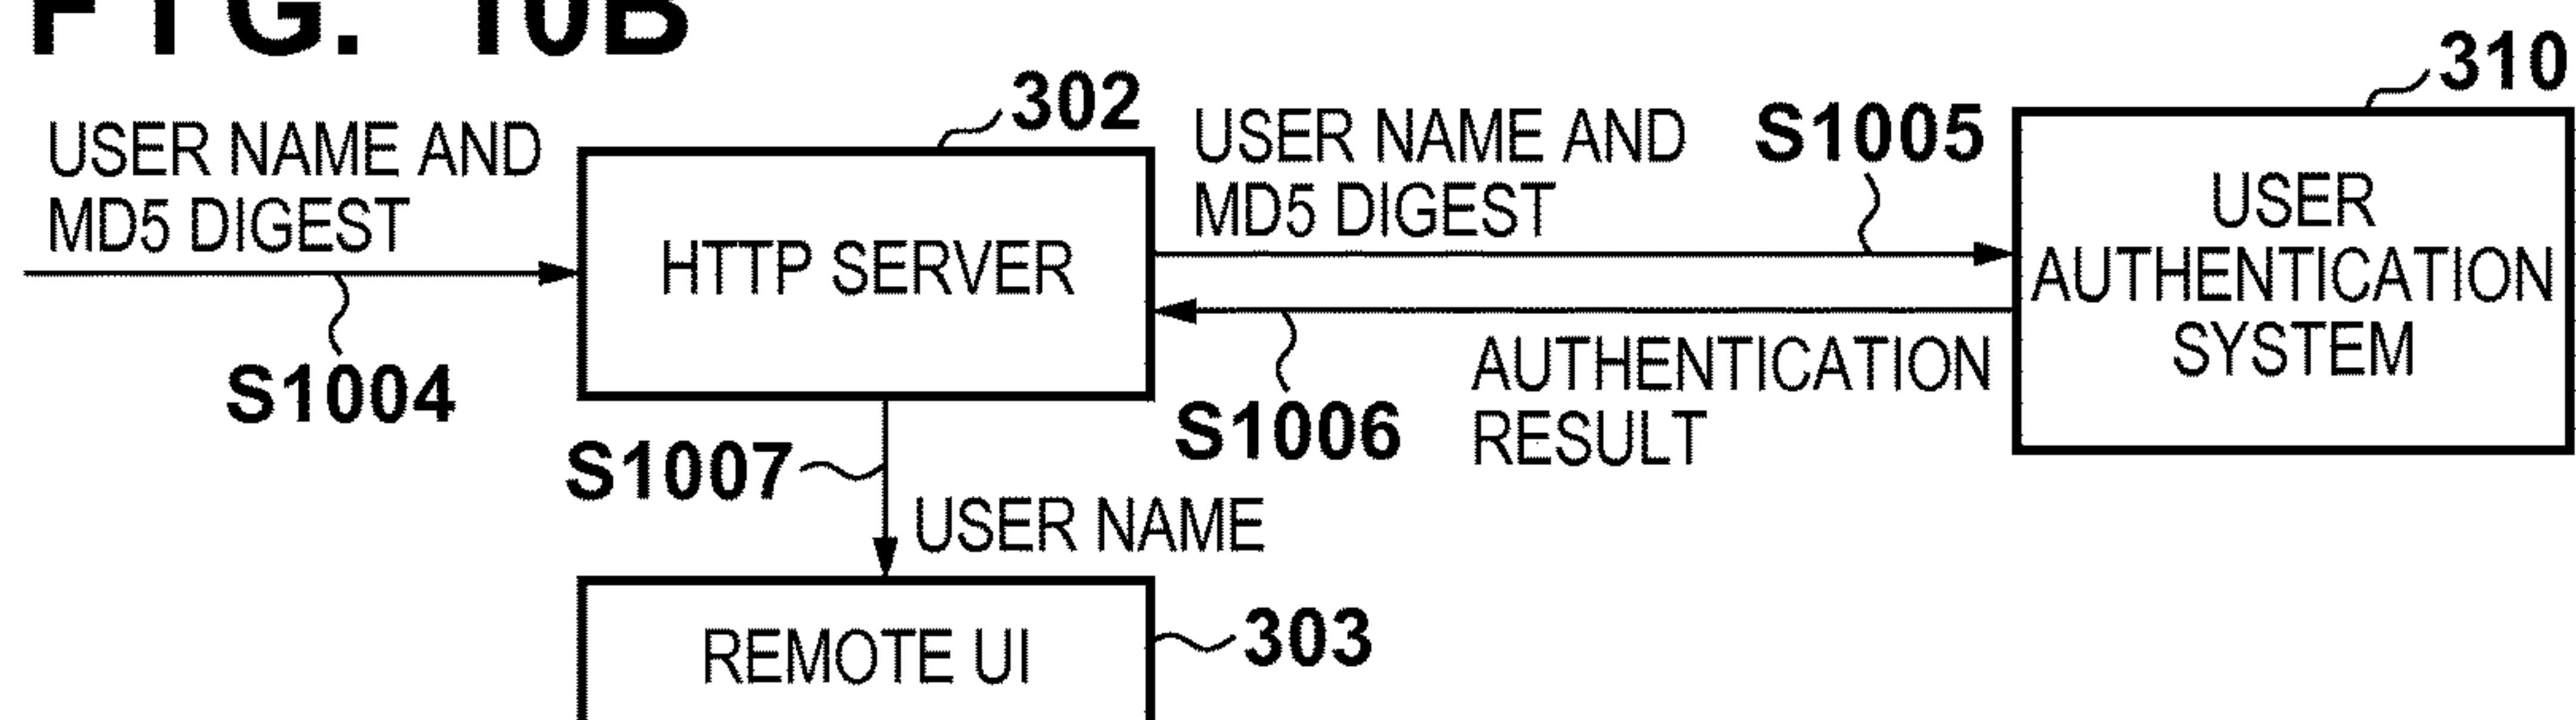 FIG. 10B
302
310
USER NAME AND
MD5 DIGEST
S1004
HTTP SERVER
USER NAME AND
MD5 DIGEST
S1005
USER
AUTHENTICATION
SYSTEM
S1006
AUTHENTICATION
RESULT
S1007
USER NAME
REMOTE UI
303